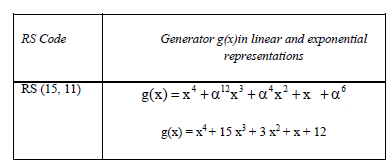 RS Code
Generator g(x)in linear and exponential
representations
RS (15, 11)
g(x) = x⁴ + α¹²x³ + α⁴x² + x + α⁶
g(x) = x⁴+ 15 x³ + 3 x² + x + 12